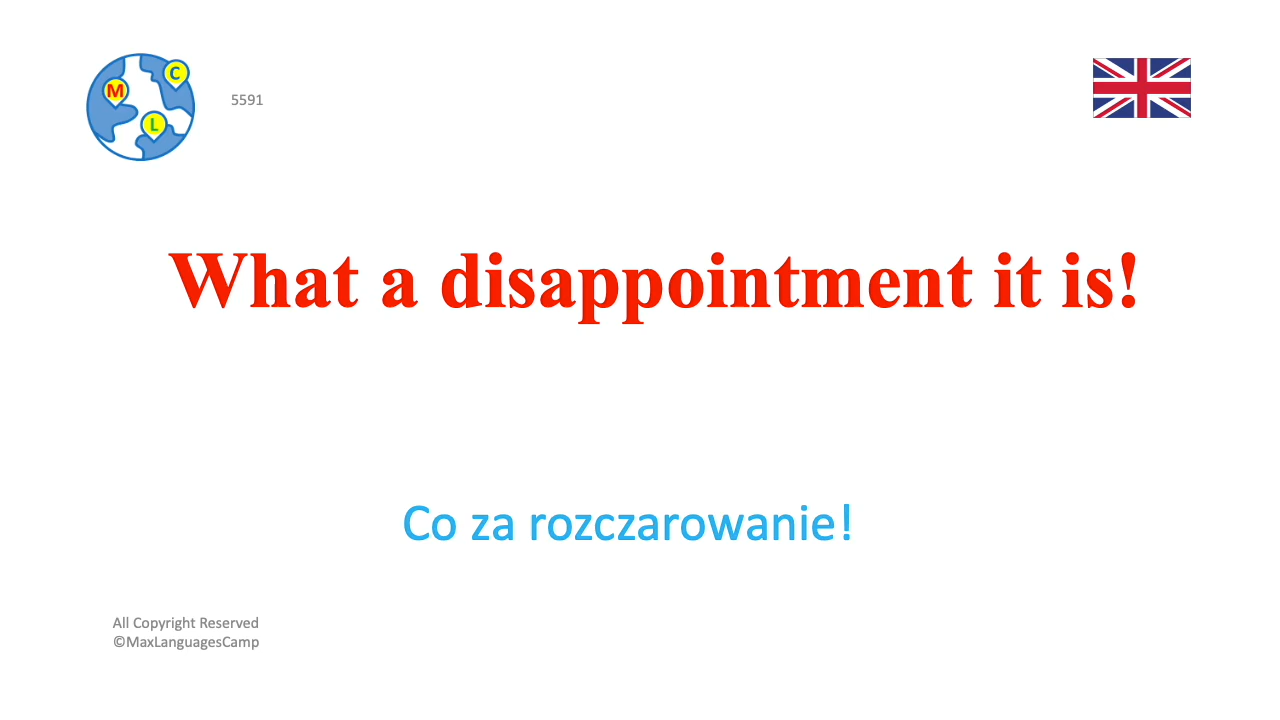 M
C
L
5591
What a disappointment it is!
Co za rozczarowanie!
All Copyright Reserved
©MaxLanguagesCamp